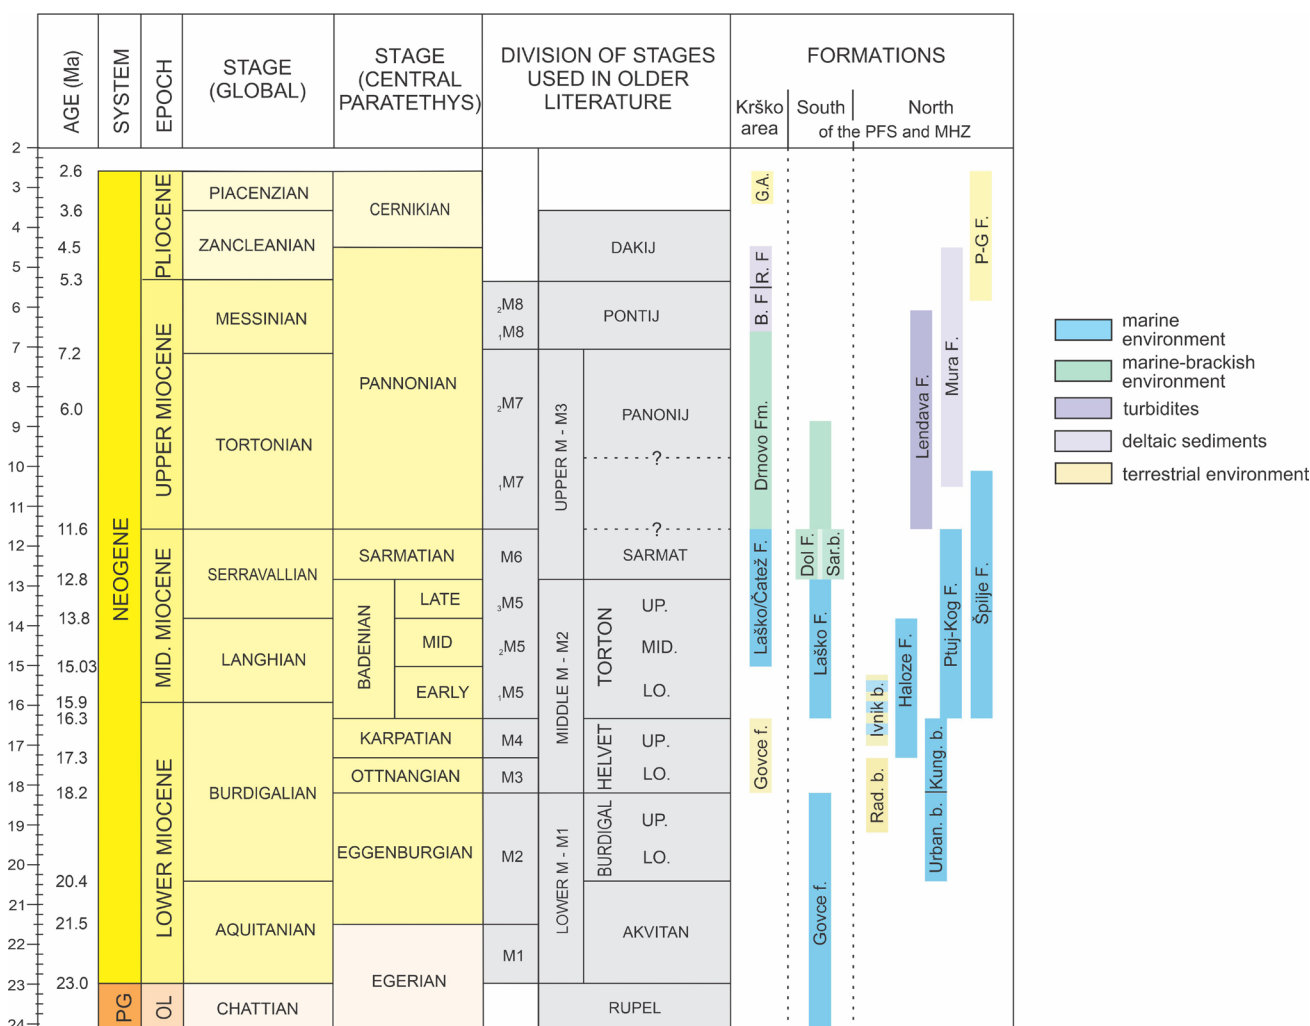 AGE (Ma)
SYSTEM
EPOCH
STAGE
(GLOBAL)
STAGE
(CENTRAL
PARATETHYS)
DIVISION OF STAGES
USED IN OLDER
LITERATURE
FORMATIONS
Krško
area
South
North
of the PFS and MHZ
2
3
4
5
6
7
8
9
10
11
12
13
14
15
16
17
18
19
20
21
22
23
24
2.6
3.6
4.5
5.3
7.2
6.0
11.6
12.8
13.8
15.03
15.9
16.3
17.3
18.2
20.4
21.5
23.0
NEOGENE
PG
PLIOCENE
UPPER MIOCENE
MID. MIOCENE
LOWER MIOCENE
OL
PIACENZIAN
ZANCLEANIAN
MESSINIAN
TORTONIAN
SERRAVALLIAN
LANGHIAN
BURDIGALIAN
AQUITANIAN
CHATTIAN
CERNIKIAN
PANNONIAN
SARMATIAN
BADENIAN
LATE
MID
EARLY
KARPATIAN
OTTNANGIAN
EGGENBURGIAN
EGERIAN
2M8
1M8
2M7
1M7
M6
3M5
2M5
1M5
M4
M3
M2
M1
UPPER M - M3
MIDDLE M - M2
LOWER M - M1
DAKIJ
PONTIJ
PANONIJ
?
?
SARMAT
TORTON
UP.
MID.
LO.
HELVET
UP.
LO.
BURDIGAL
UP.
LO.
AKVITAN
RUPEL
G.A.
R. F
B. F
Drnovo Fm.
Laško/Čatež F.
Govce f.
Dol F.
Sar.b.
Laško F.
Govce f.
Ivnik b.
Rad. b.
Haloze F.
Lendava F.
Kung. b.
Urban. b.
Mura F.
Ptuj-Kog F.
P-G F.
Špilje F.
marine
environment
marine-brackish
environment
turbidites
deltaic sediments
terrestrial environment